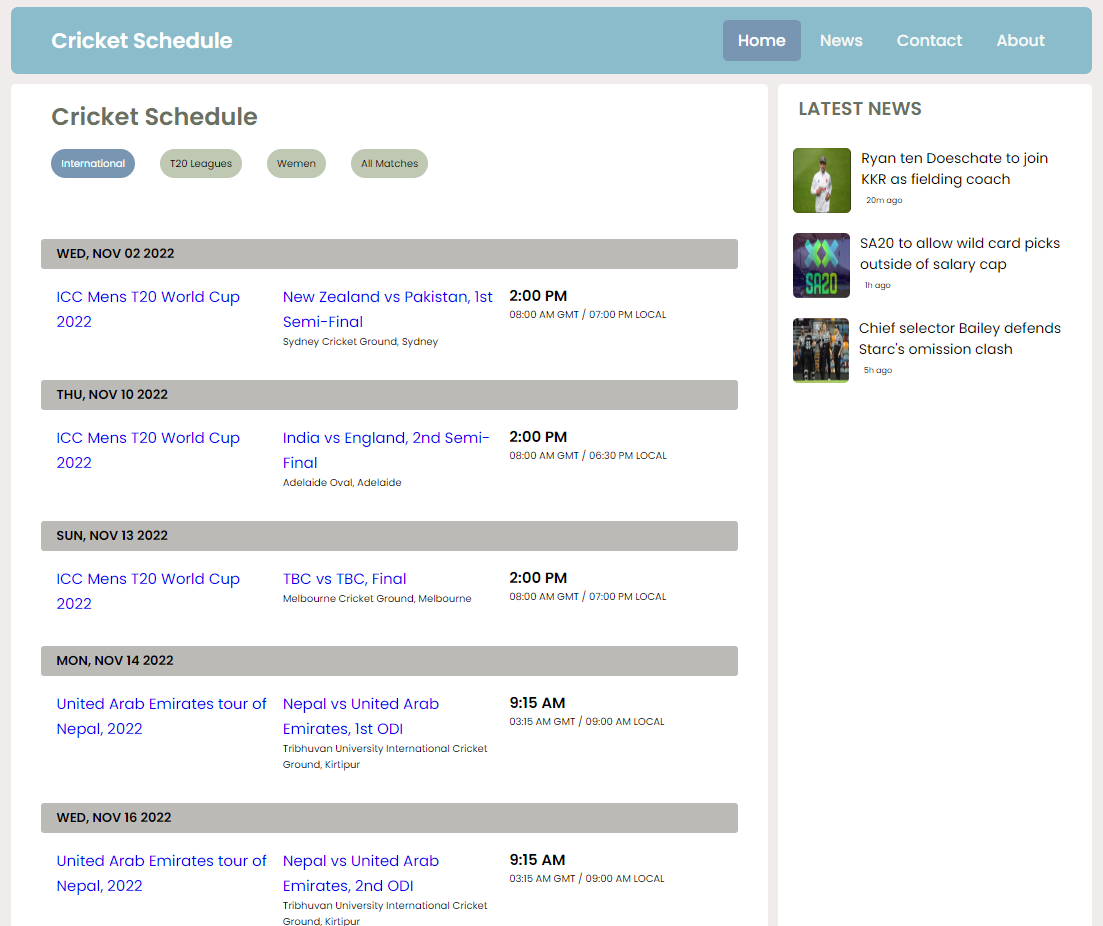 Cricket Schedule
Home
News
Contact
About
Cricket Schedule
International
T20 Leagues
Women
All Matches
WED, NOV 02 2022
ICC Mens T20 World Cup
2022
New Zealand vs Pakistan, 1st
Semi-Final
Sydney Cricket Ground, Sydney
2:00 PM
08:00 AM GMT / 07:00 PM LOCAL
THU, NOV 10 2022
ICC Mens T20 World Cup
2022
India vs England, 2nd Semi-
Final
Adelaide Oval, Adelaide
2:00 PM
08:00 AM GMT / 06:30 PM LOCAL
SUN, NOV 13 2022
ICC Mens T20 World Cup
2022
TBC vs TBC, Final
Melbourne Cricket Ground, Melbourne
2:00 PM
08:00 AM GMT / 07:00 PM LOCAL
MON, NOV 14 2022
United Arab Emirates tour of
Nepal, 2022
Nepal vs United Arab
Emirates, 1st ODI
Tribhuvan University International Cricket
Ground, Kirtipur
9:15 AM
03:15 AM GMT / 09:00 AM LOCAL
WED, NOV 16 2022
United Arab Emirates tour of
Nepal, 2022
Nepal vs United Arab
Emirates, 2nd ODI
Tribhuvan University International Cricket
Ground, Kirtipur
9:15 AM
03:15 AM GMT / 09:00 AM LOCAL
LATEST NEWS
Ryan ten Doeschate to join
KKR as fielding coach
20m ago
SA20
SA20 to allow wild card picks
outside of salary cap
1h ago
Chief selector Bailey defends
Starc's omission clash
5h ago